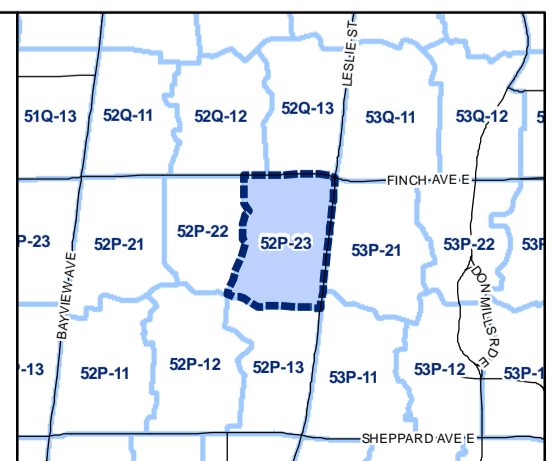 LESLIE ST
51Q-13
52Q-11
52Q-12
52Q-13
53Q-11
53Q-12
5
FINCH AVE E
P-23
52P-21
52P-22
52P-23
53P-21
53P-22
53P
BAYVIEW AVE
DON MILLS RD E
-13
52P-11
52P-12
52P-13
53P-11
53P-12
53P-1
SHEPPARD AVE E